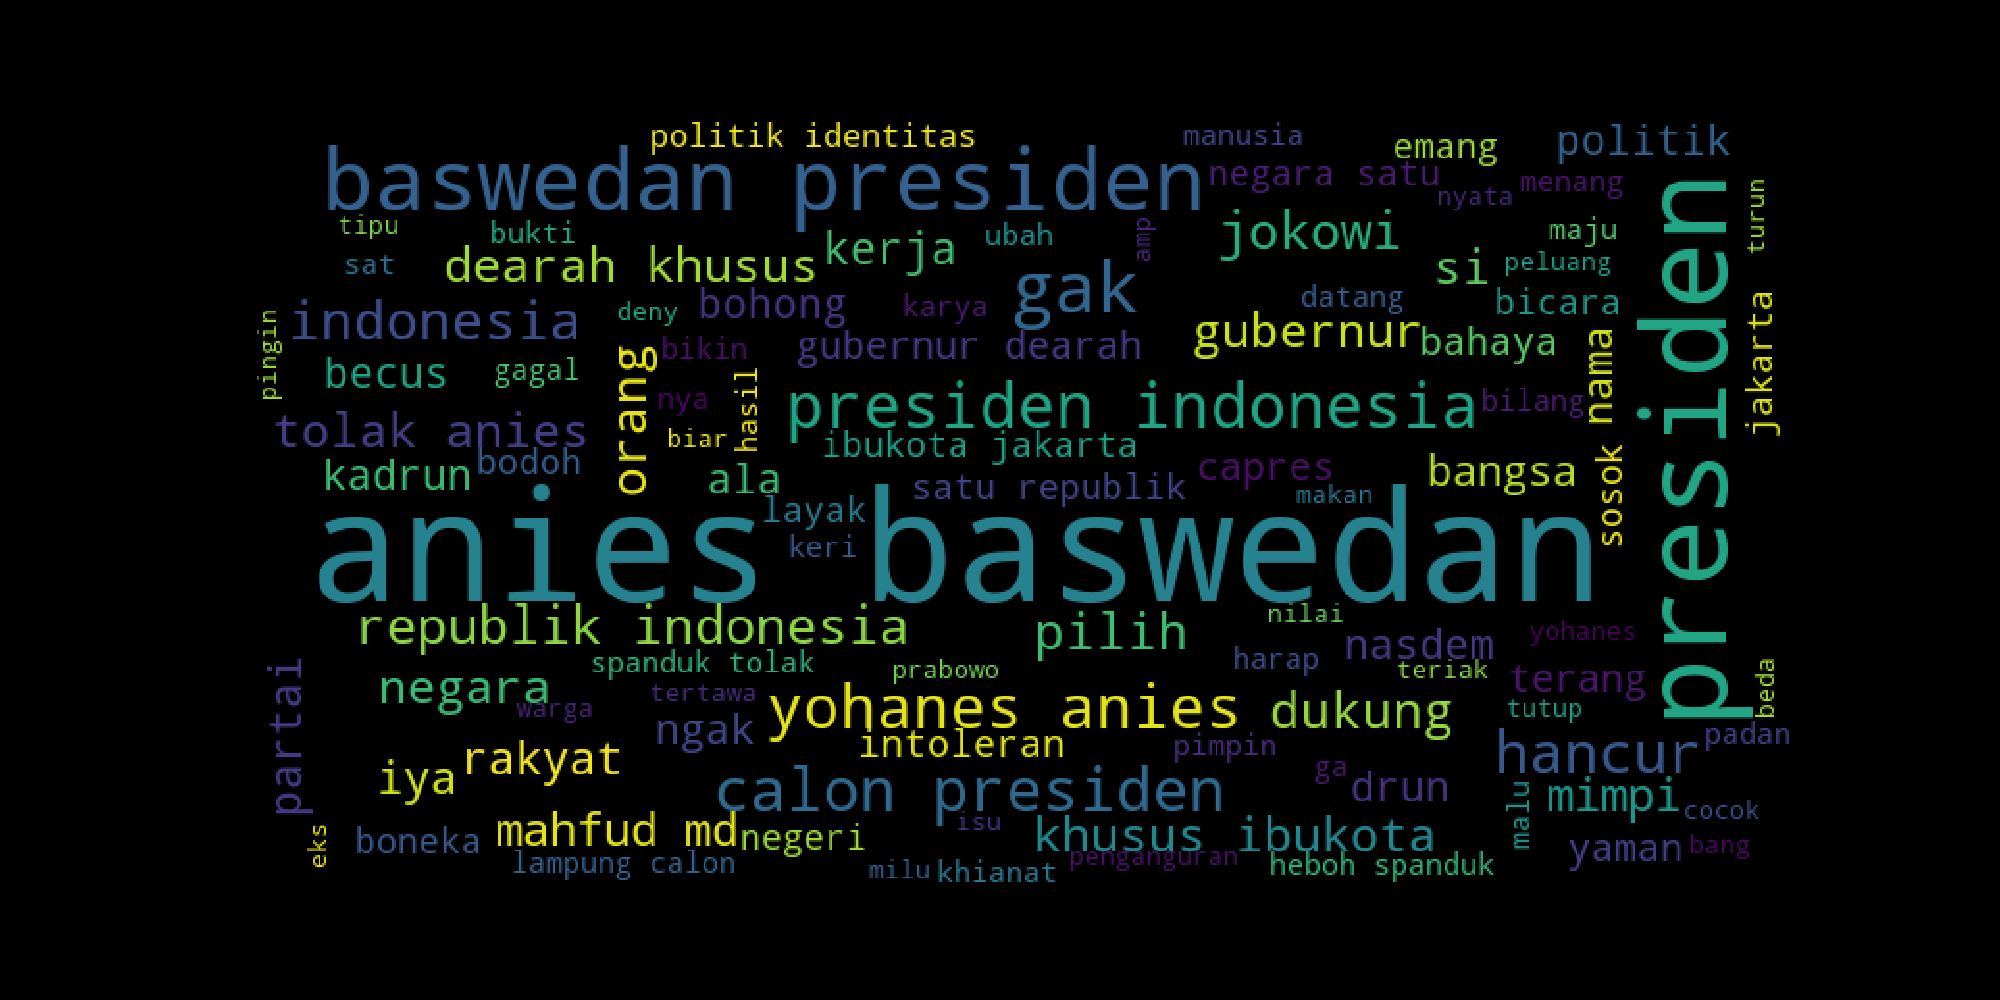 politik identitas
manusia
emang
politik
baswedan presiden
negara satu
menang
nyata
presiden
turun
tipu
bukti
kerja
ubah
amp
jokowi
maju
sat
dearah khusus
gak
si
peluang
pingin
indonesia
deny
bohong
karya
datang
bicara
jakarta
orang
bikin
gubernur dearah
gubernur
bahaya
nama
becus
gagal
nya
hasil
presiden indonesia
bilang
tolak anies
biar
ibukota jakarta
kadrun
bodoh
ala
satu republik
capres
makan
bangsa
sosok
anies baswedan
layak
keri
republik indonesia
pilih
nilai
nasdem
yohanes
partai
spanduk tolak
prabowo
harap
teriak
terang
beda
negara
warga
tertawa
yohanes anies
dukung
tutup
ngak
intoleran
pimpin
hancur
padan
iya
rakyat
calon presiden
ga
drun
malu
mimpi
cocok
eks
boneka
mahfud md
negeri
isu
khusus ibukota
yaman
bang
lampung calon
milu
khianat
penganguran
heboh spanduk